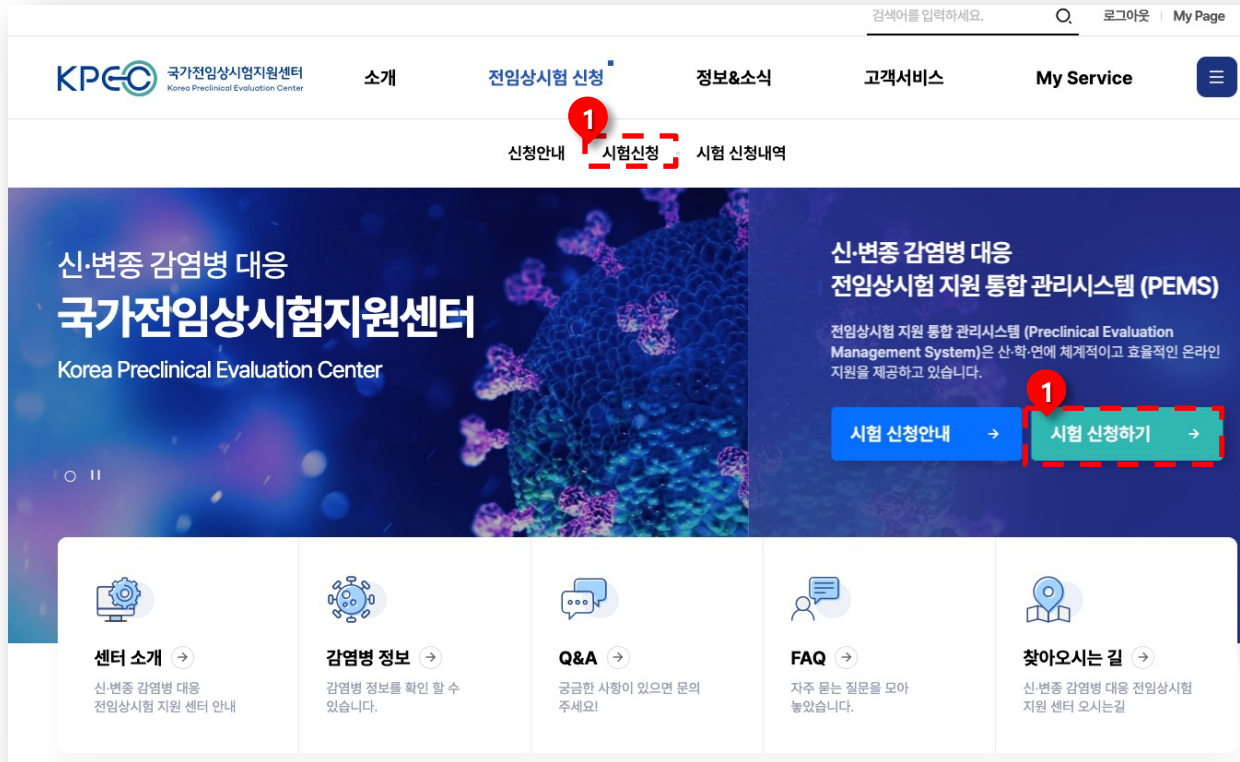 검색어를 입력하세요.
로그아웃
My Page
KPEC 국가전임상시험지원센터
Korea Preclinical Evaluation Center
소개
전임상시험 신청
정보&소식
고객서비스
My Service
1
신청안내
시험신청
시험 신청내역
신·변종 감염병 대응
국가전임상시험지원센터
Korea Preclinical Evaluation Center
신·변종 감염병 대응
전임상시험 지원 통합 관리시스템 (PEMS)
전임상시험 지원 통합 관리시스템 (Preclinical Evaluation
Management System)은 산·학·연에 체계적이고 효율적인 온라인
지원을 제공하고 있습니다.
1
시험 신청안내
시험 신청하기
센터 소개
신·변종 감염병 대응
전임상시험 지원 센터 안내
감염병 정보
감염병 정보를 확인 할 수
있습니다.
Q&A
궁금한 사항이 있으면 문의
주세요!
FAQ
자주 묻는 질문을 모아
놓았습니다.
찾아오시는 길
신·변종 감염병 대응 전임상시험
지원 센터 오시는길